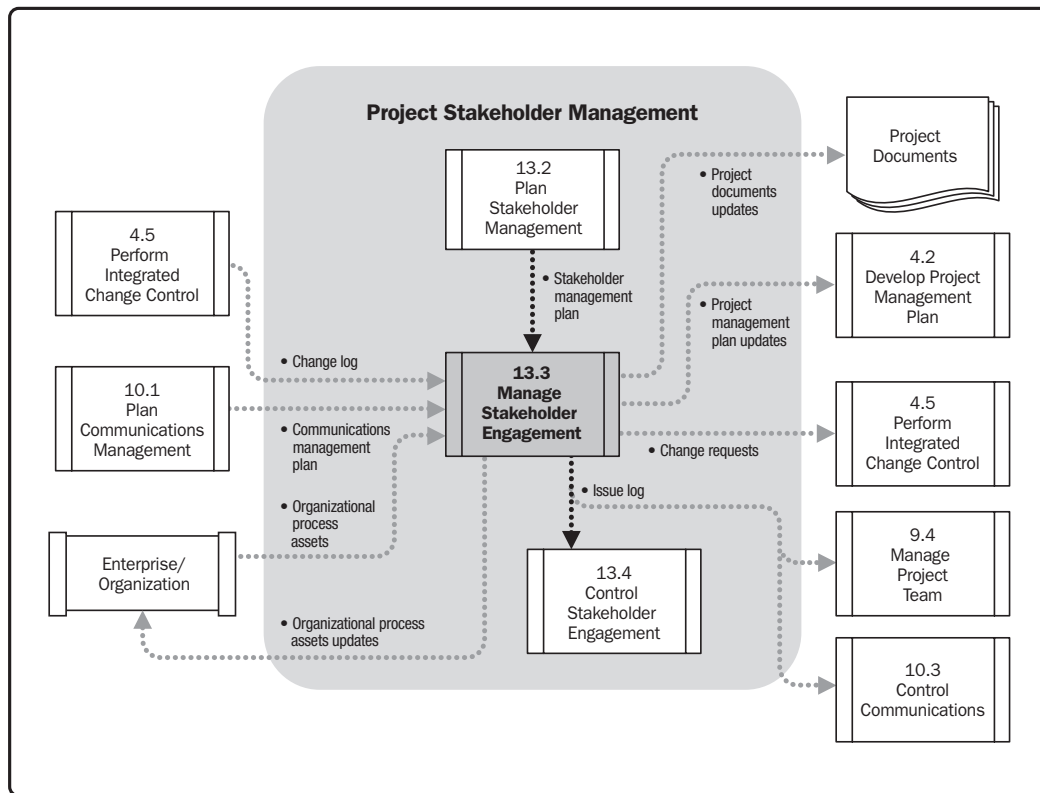 Project Stakeholder Management
13.2
Plan
Stakeholder
Management
Project
Documents
• Project
documents
updates
4.5
Perform
Integrated
Change Control
• Stakeholder
management
plan
4.2
Develop Project
Management
Plan
• Project
management
plan updates
• Change log
13.3
Manage
Stakeholder
Engagement
10.1
Plan
Communications
Management
• Communications
management
plan
4.5
Perform
Integrated
Change Control
• Change requests
• Issue log
• Organizational
process
assets
9.4
Manage
Project
Team
Enterprise/
Organization
13.4
Control
Stakeholder
Engagement
• Organizational process
assets updates
10.3
Control
Communications